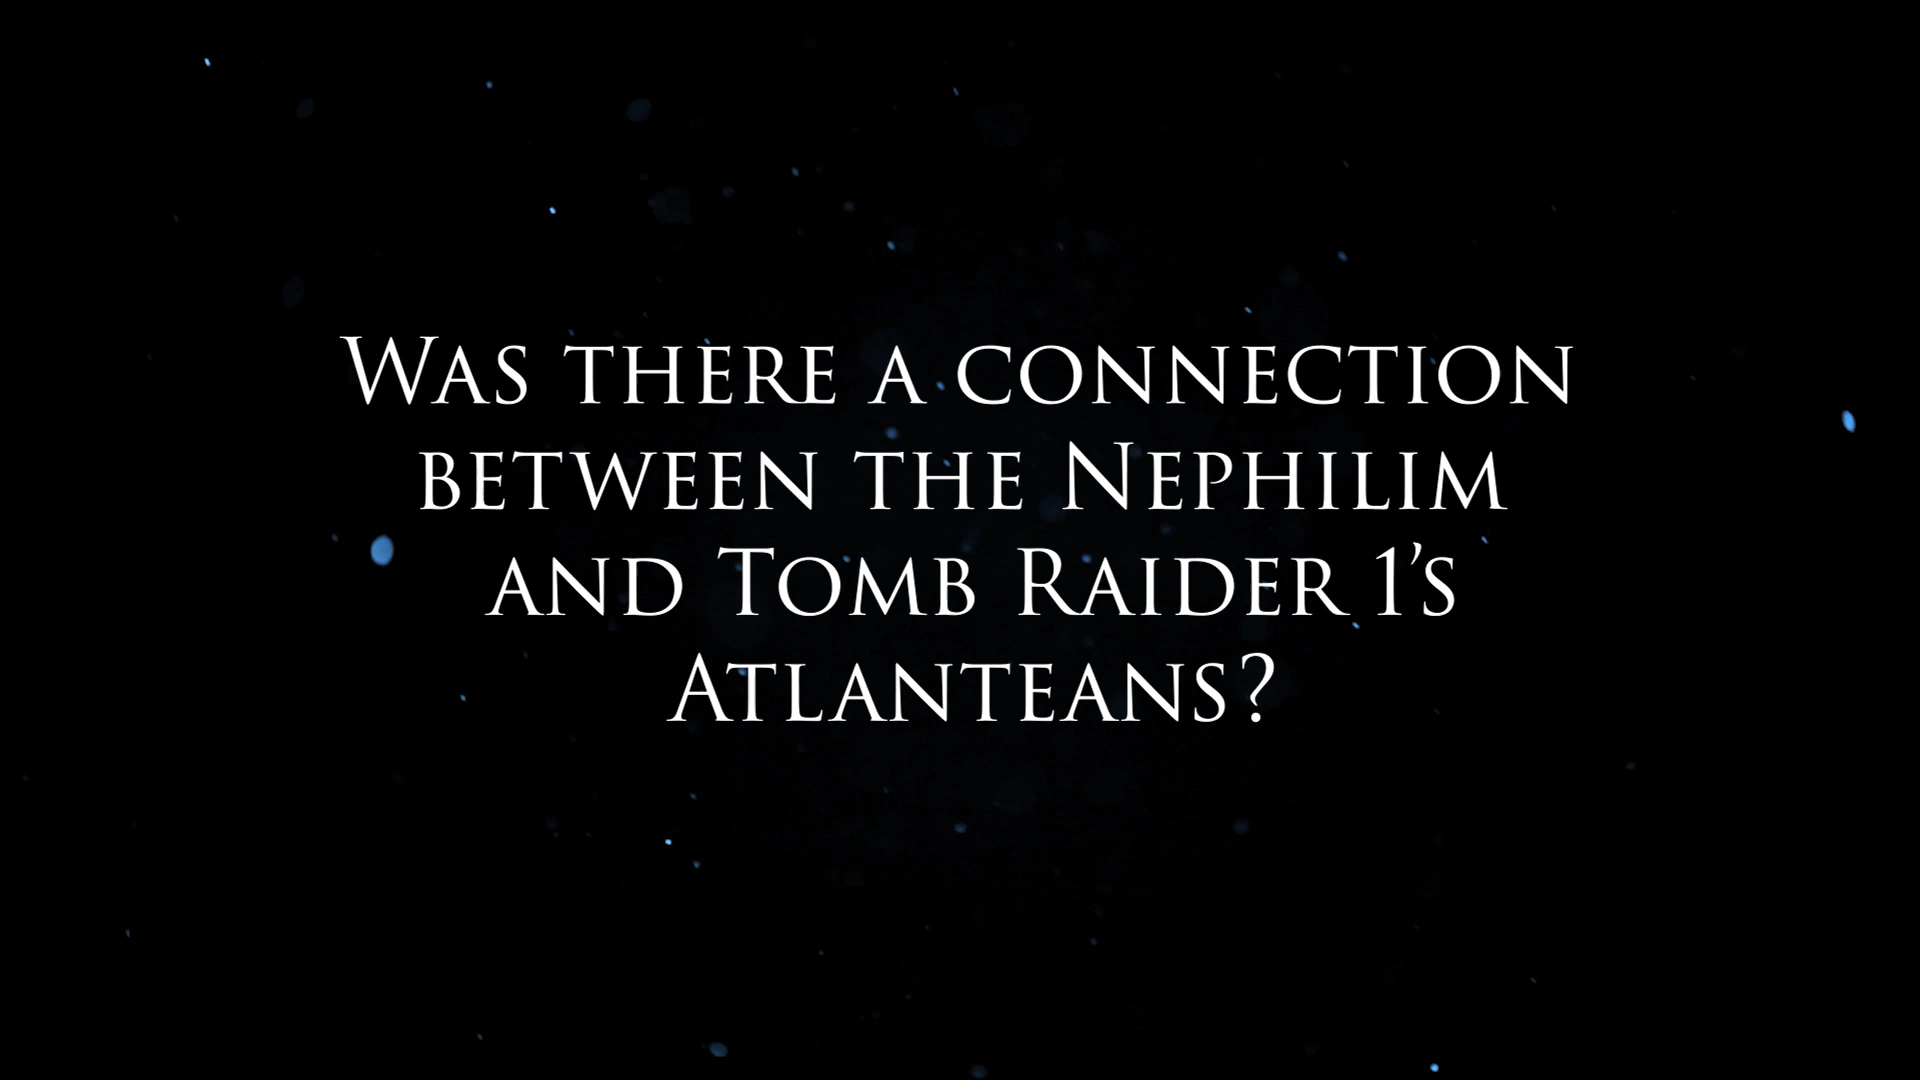 Was there a connection
between the Nephilim
and Tomb Raider 1’s
Atlanteans?